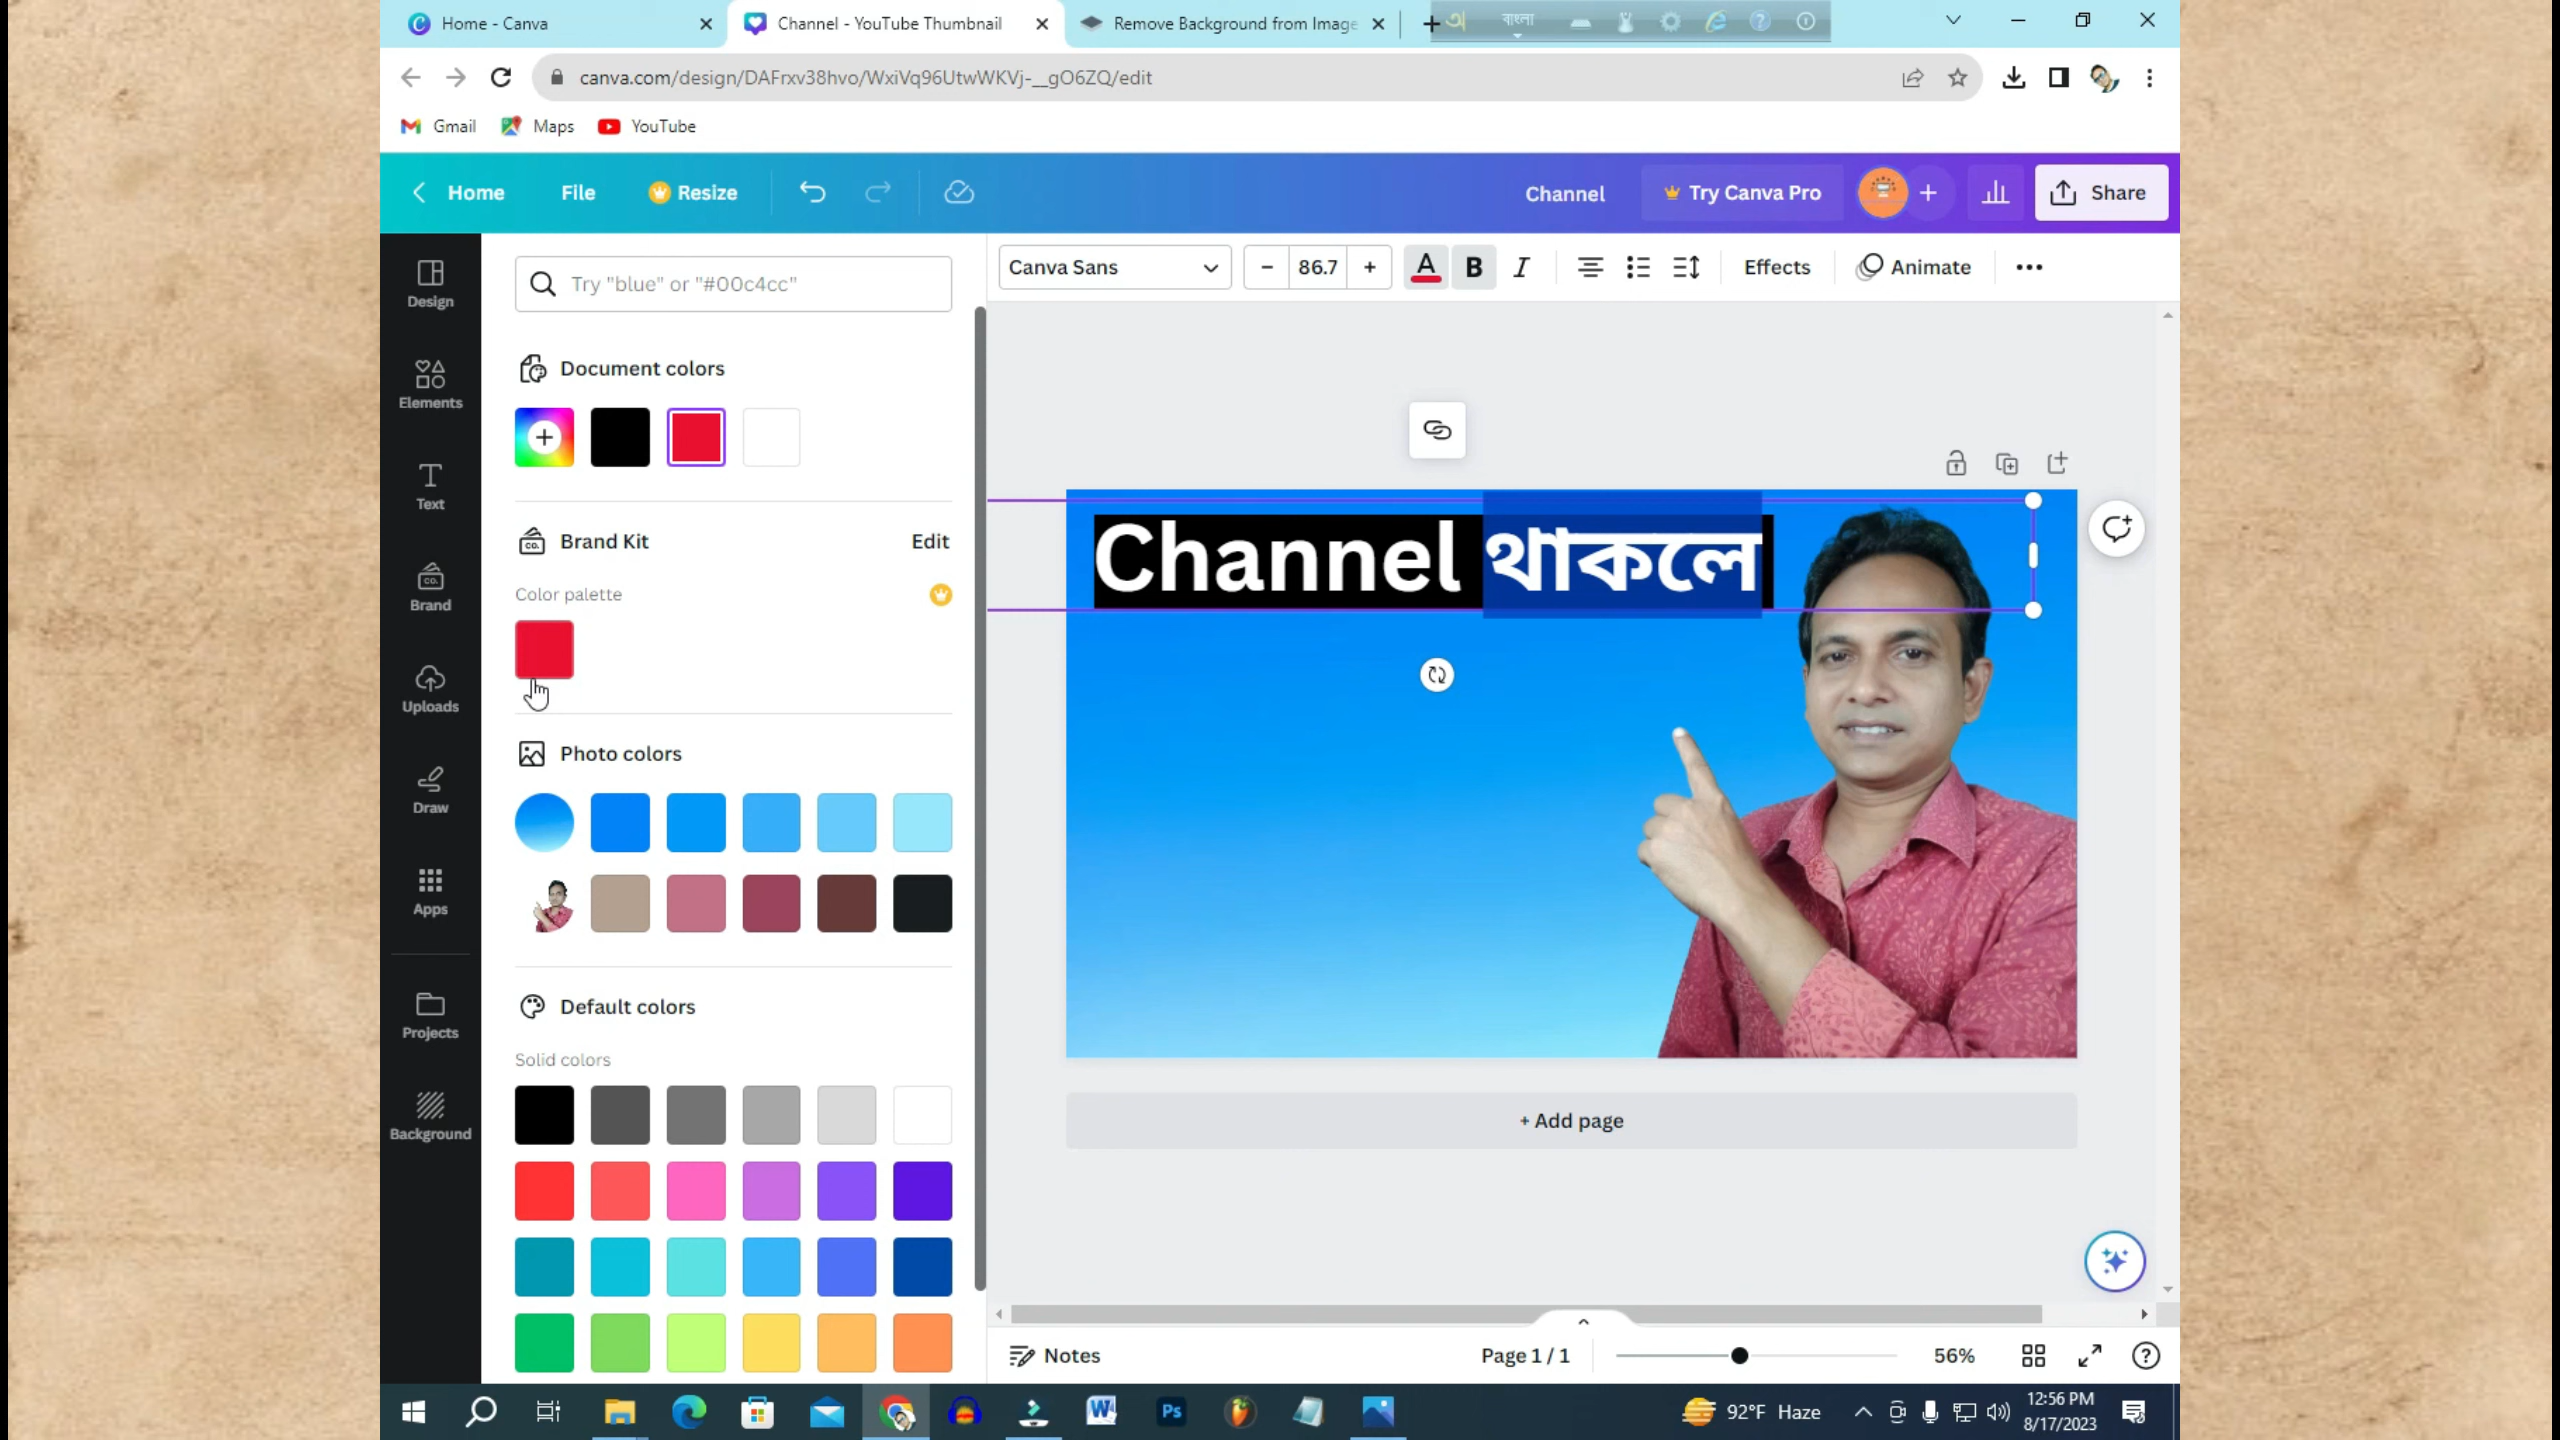 Home - Canva
Channel - YouTube Thumbnail
Remove Background from Image
বাংলা
canva.com/design/DAFrxv38hvo/WxiVq96UtwWKVj-__gO6ZQ/edit
Gmail
Maps
YouTube
Home
File
Resize
Channel
Try Canva Pro
Share
Design
Elements
Text
Brand
Uploads
Draw
Apps
Projects
Background
Try "blue" or "#00c4cc"
Document colors
Brand Kit
Edit
Color palette
Photo colors
Default colors
Solid colors
Canva Sans
86.7
A
B
I
Effects
Animate
Channel থাকলে
+ Add page
Notes
Page 1 / 1
56%
92°F Haze
12:56 PM
8/17/2023